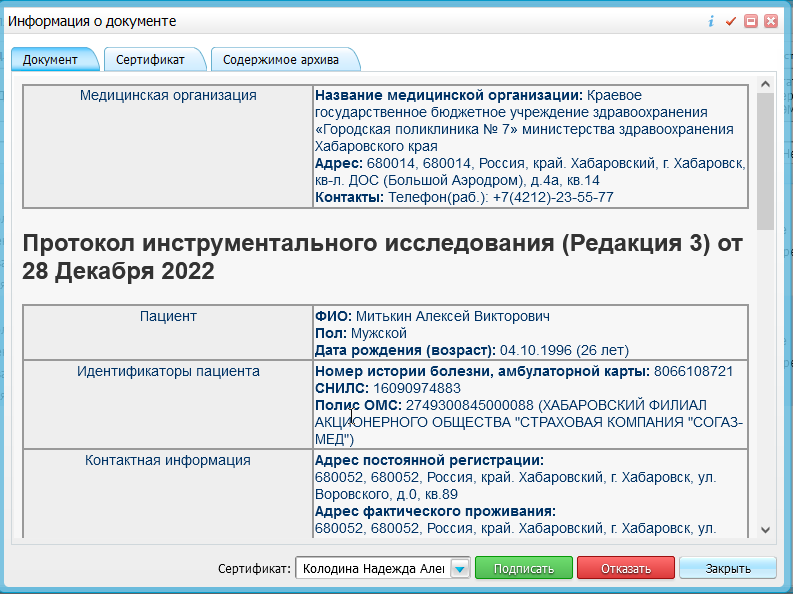 Информация о документе
Документ
Сертификат
Содержимое архива
Медицинская организация
Название медицинской организации: Краевое
государственное бюджетное учреждение здравоохранения
«Городская поликлиника № 7» министерства здравоохранения
Хабаровского края
Адрес: 680014, 680014, Россия, край. Хабаровский, г. Хабаровск,
кв-л. ДОС (Большой Аэродром), д.4а, кв.14
Контакты: Телефон(раб.): +7(4212)-23-55-77
Протокол инструментального исследования (Редакция 3) от
28 Декабря 2022
Пациент
ФИО: Митькин Алексей Викторович
Пол: Мужской
Дата рождения (возраст): 04.10.1996 (26 лет)
Идентификаторы пациента
Номер истории болезни, амбулаторной карты: 8066108721
СНИЛС: 16090974883
Полис ОМС: 2749300845000088 (ХАБАРОВСКИЙ ФИЛИАЛ
АКЦИОНЕРНОГО ОБЩЕСТВА "СТРАХОВАЯ КОМПАНИЯ "СОГАЗ-
МЕД")
Контактная информация
Адрес постоянной регистрации:
680052, 680052, Россия, край. Хабаровский, г. Хабаровск, ул.
Воровского, д.0, кв.89
Адрес фактического проживания:
680052, 680052, Россия, край. Хабаровский, г. Хабаровск, ул.
Сертификат: Колодина Надежда Але
Подписать
Отказать
Закрыть